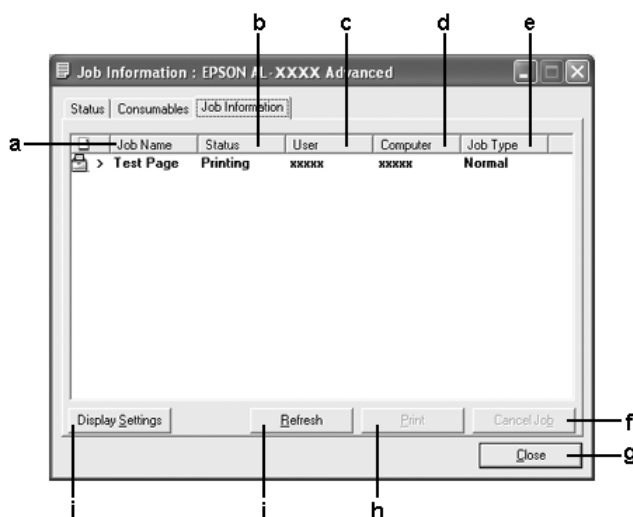 b c d e
Job Information : EPSON AL-XXXX Advanced
Status Consumables Job Information
a Job Name Status User Computer Job Type
> Test Page Printing xxxxx xxxxx Normal
Display Settings Refresh Print Cancel Job f
Close g
j i h